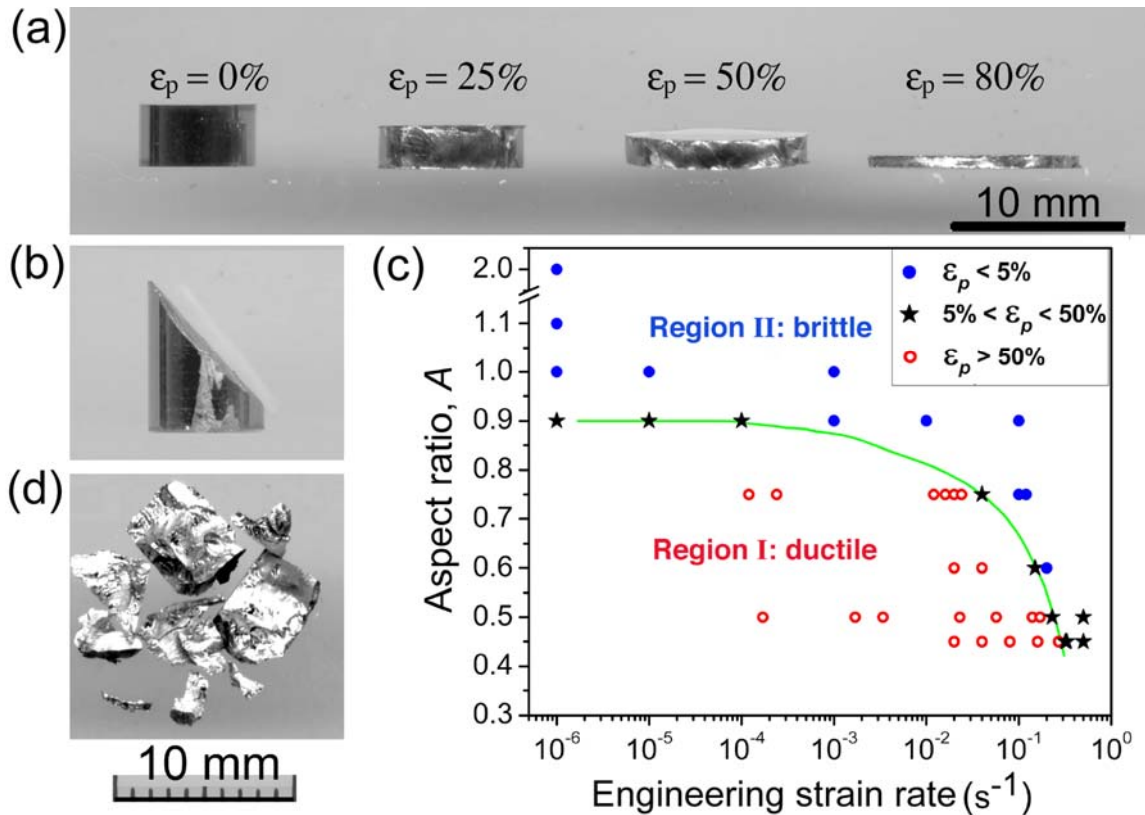 (a)
εp = 0% εp = 25% εp = 50% εp = 80%
10 mm
(b)
(c)
2.0
1.1
1.0
0.9
0.8
0.7
0.6
0.5
0.4
0.3
Aspect ratio, A
Region II: brittle
Region I: ductile
εp < 5%
5% < εp < 50%
εp > 50%
10⁻⁶ 10⁻⁵ 10⁻⁴ 10⁻³ 10⁻² 10⁻¹ 10⁰
Engineering strain rate (s⁻¹)
(d)
10 mm